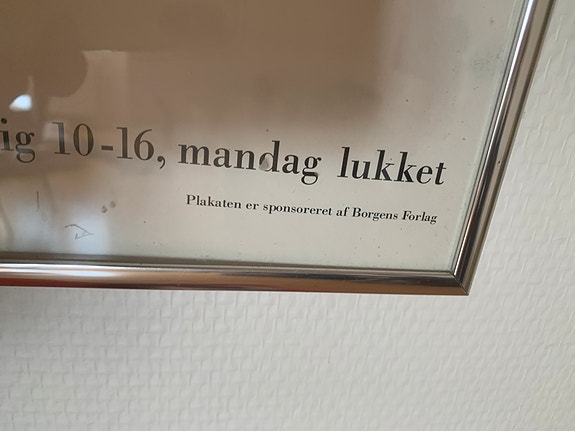 ig 10-16, mandag lukket
Plakaten er sponsoreret af Borgens Forlag